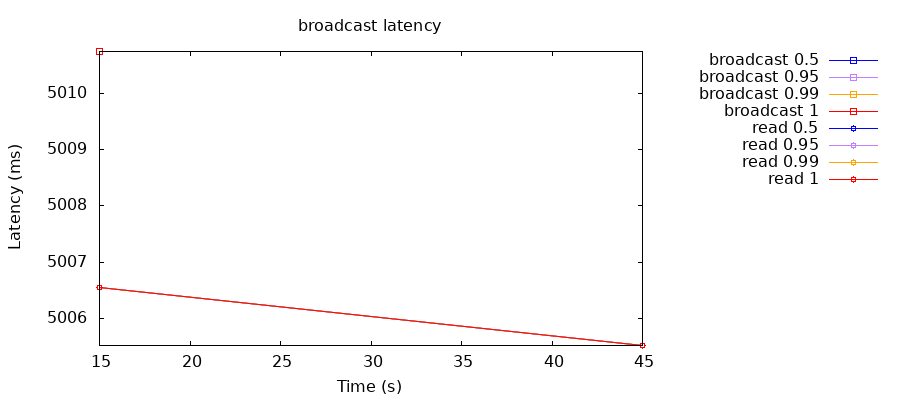 broadcast latency
Latency (ms)
5010
5009
5008
5007
5006
15 20 25 30 35 40 45
Time (s)
broadcast 0.5
broadcast 0.95
broadcast 0.99
broadcast 1
read 0.5
read 0.95
read 0.99
read 1